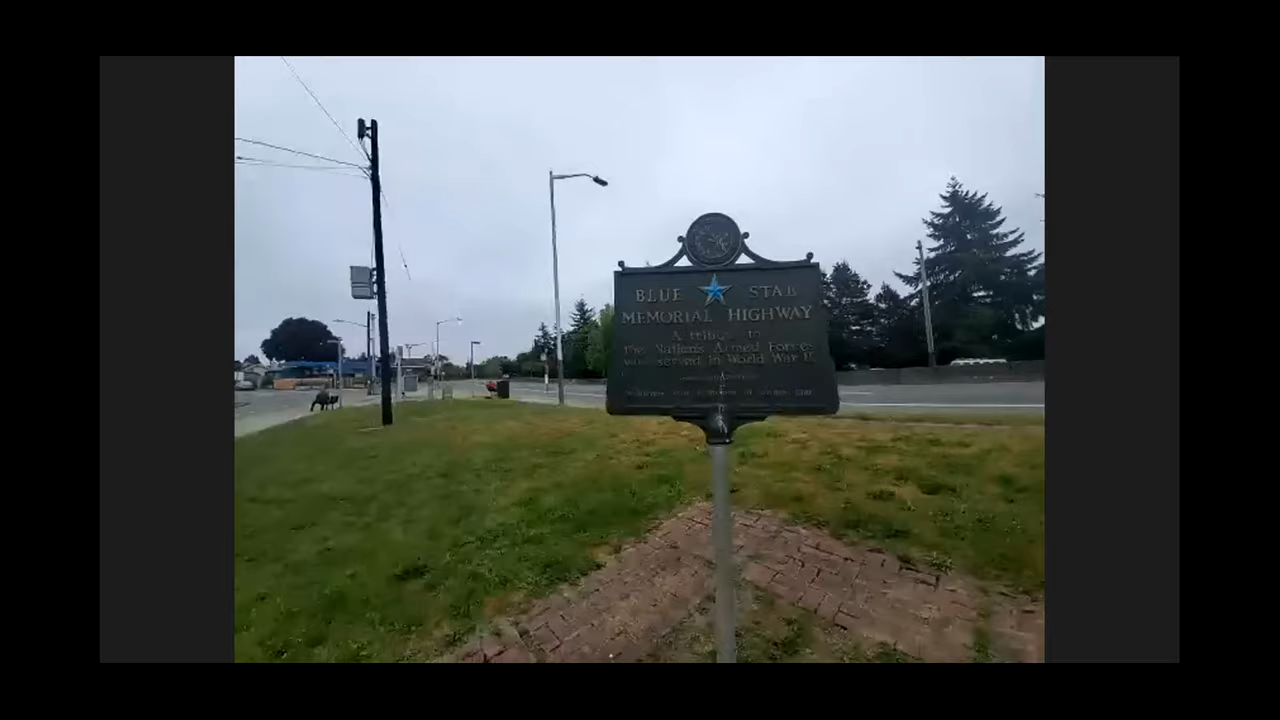 BLUE STAR
MEMORIAL HIGHWAY
A tribute to
the Nation's Armed Forces
who served in World War II